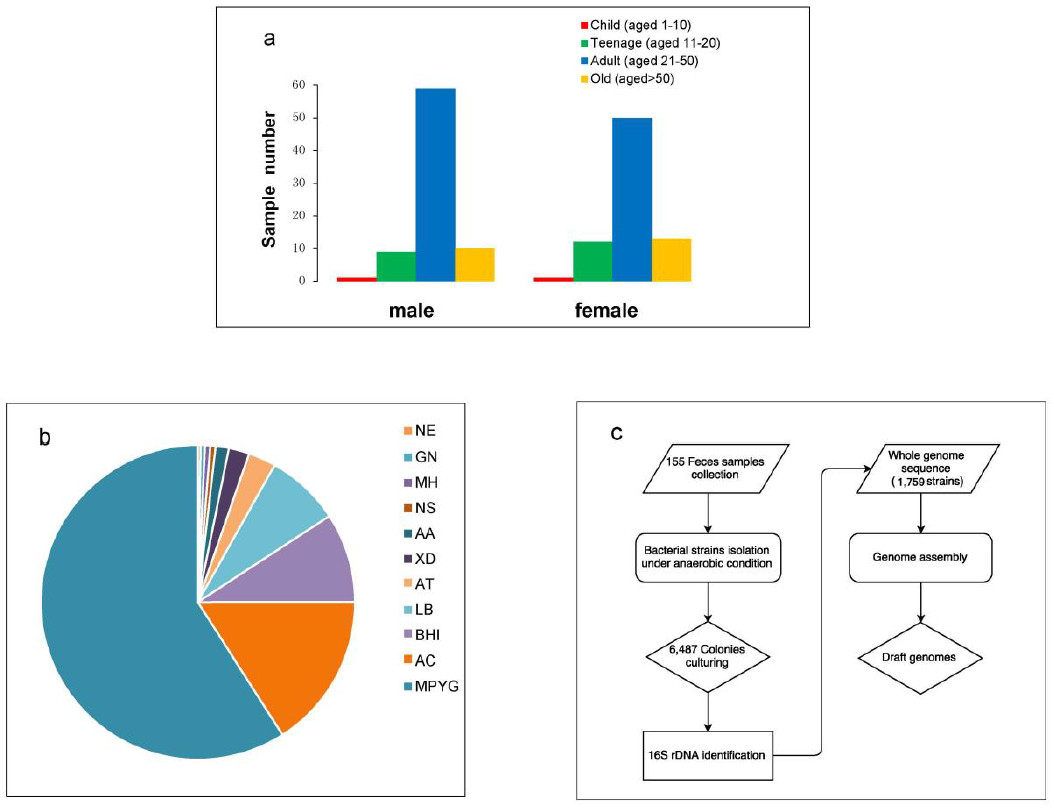 a
Child (aged 1-10)
Teenage (aged 11-20)
Adult (aged 21-50)
Old (aged>50)
Sample number
60
50
40
30
20
10
0
male
female
b
NE
GN
MH
NS
AA
XD
AT
LB
BHI
AC
MPYG
c
155 Feces samples
collection
Bacterial strains isolation
under anaerobic condition
6,487 Colonies
culturing
16S rDNA identification
Whole genome
sequence
(1,759 strains)
Genome assembly
Draft genomes